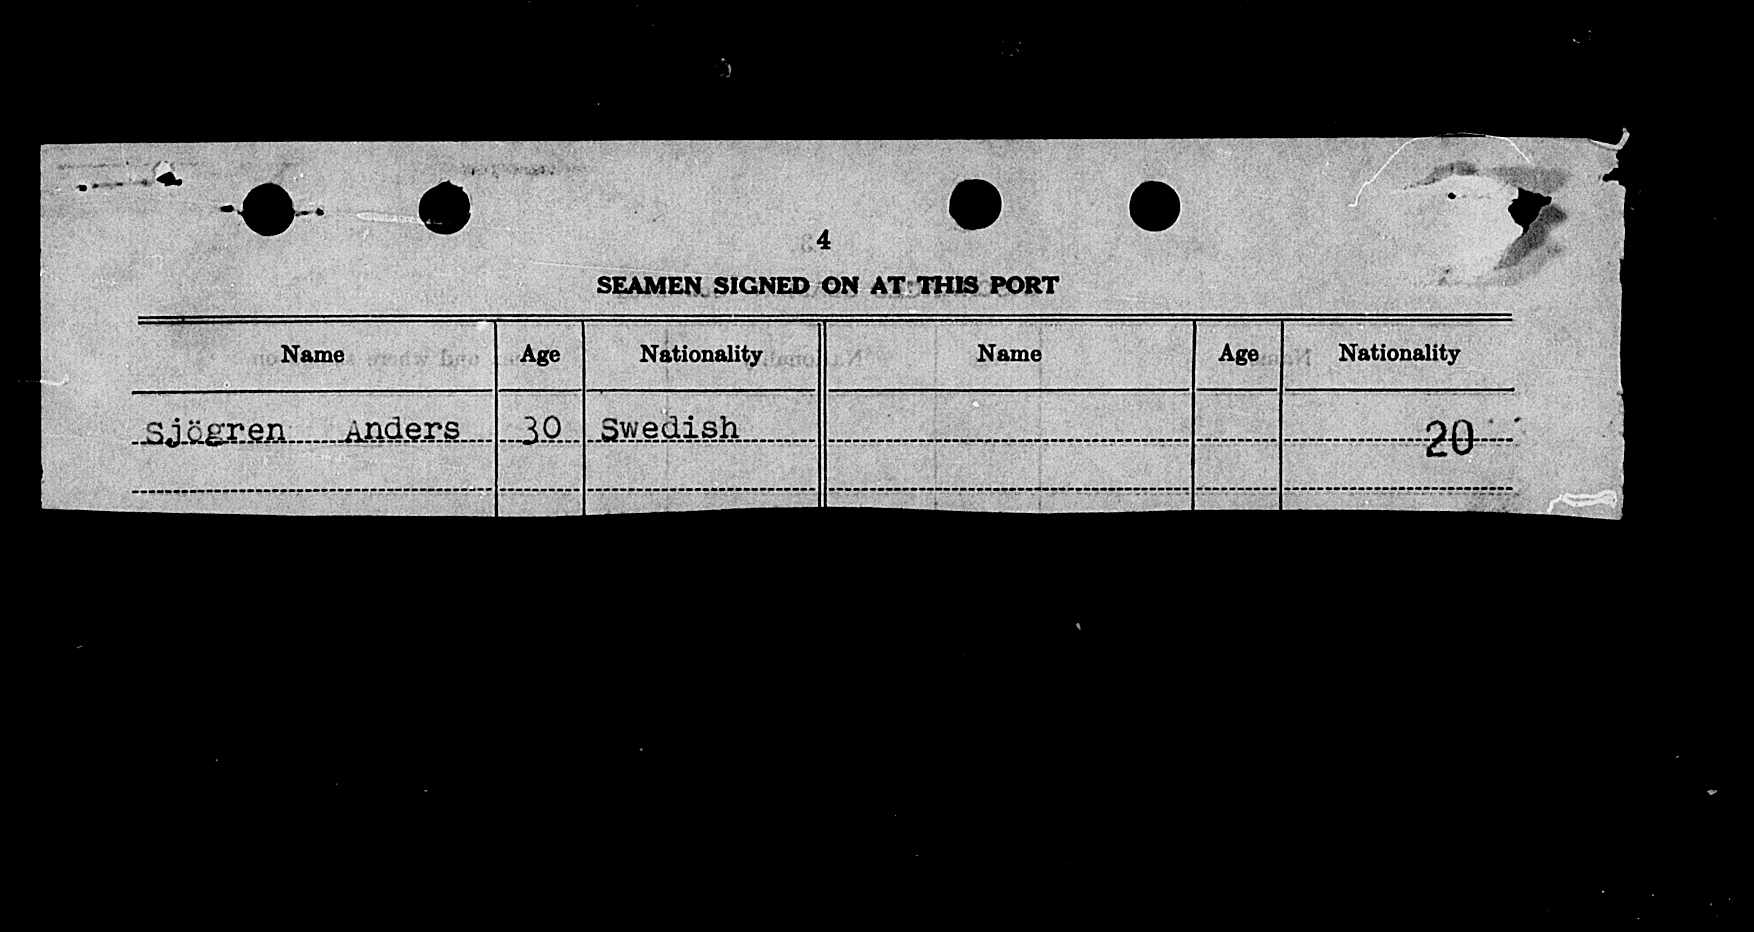 4
SEAMEN SIGNED ON AT THIS PORT
Name Age Nationality Name Age Nationality
Sjögren Anders 30 Swedish 20